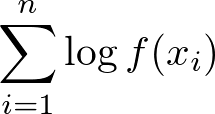 $\sum_{i=1}^{n} \log f(x_i)$